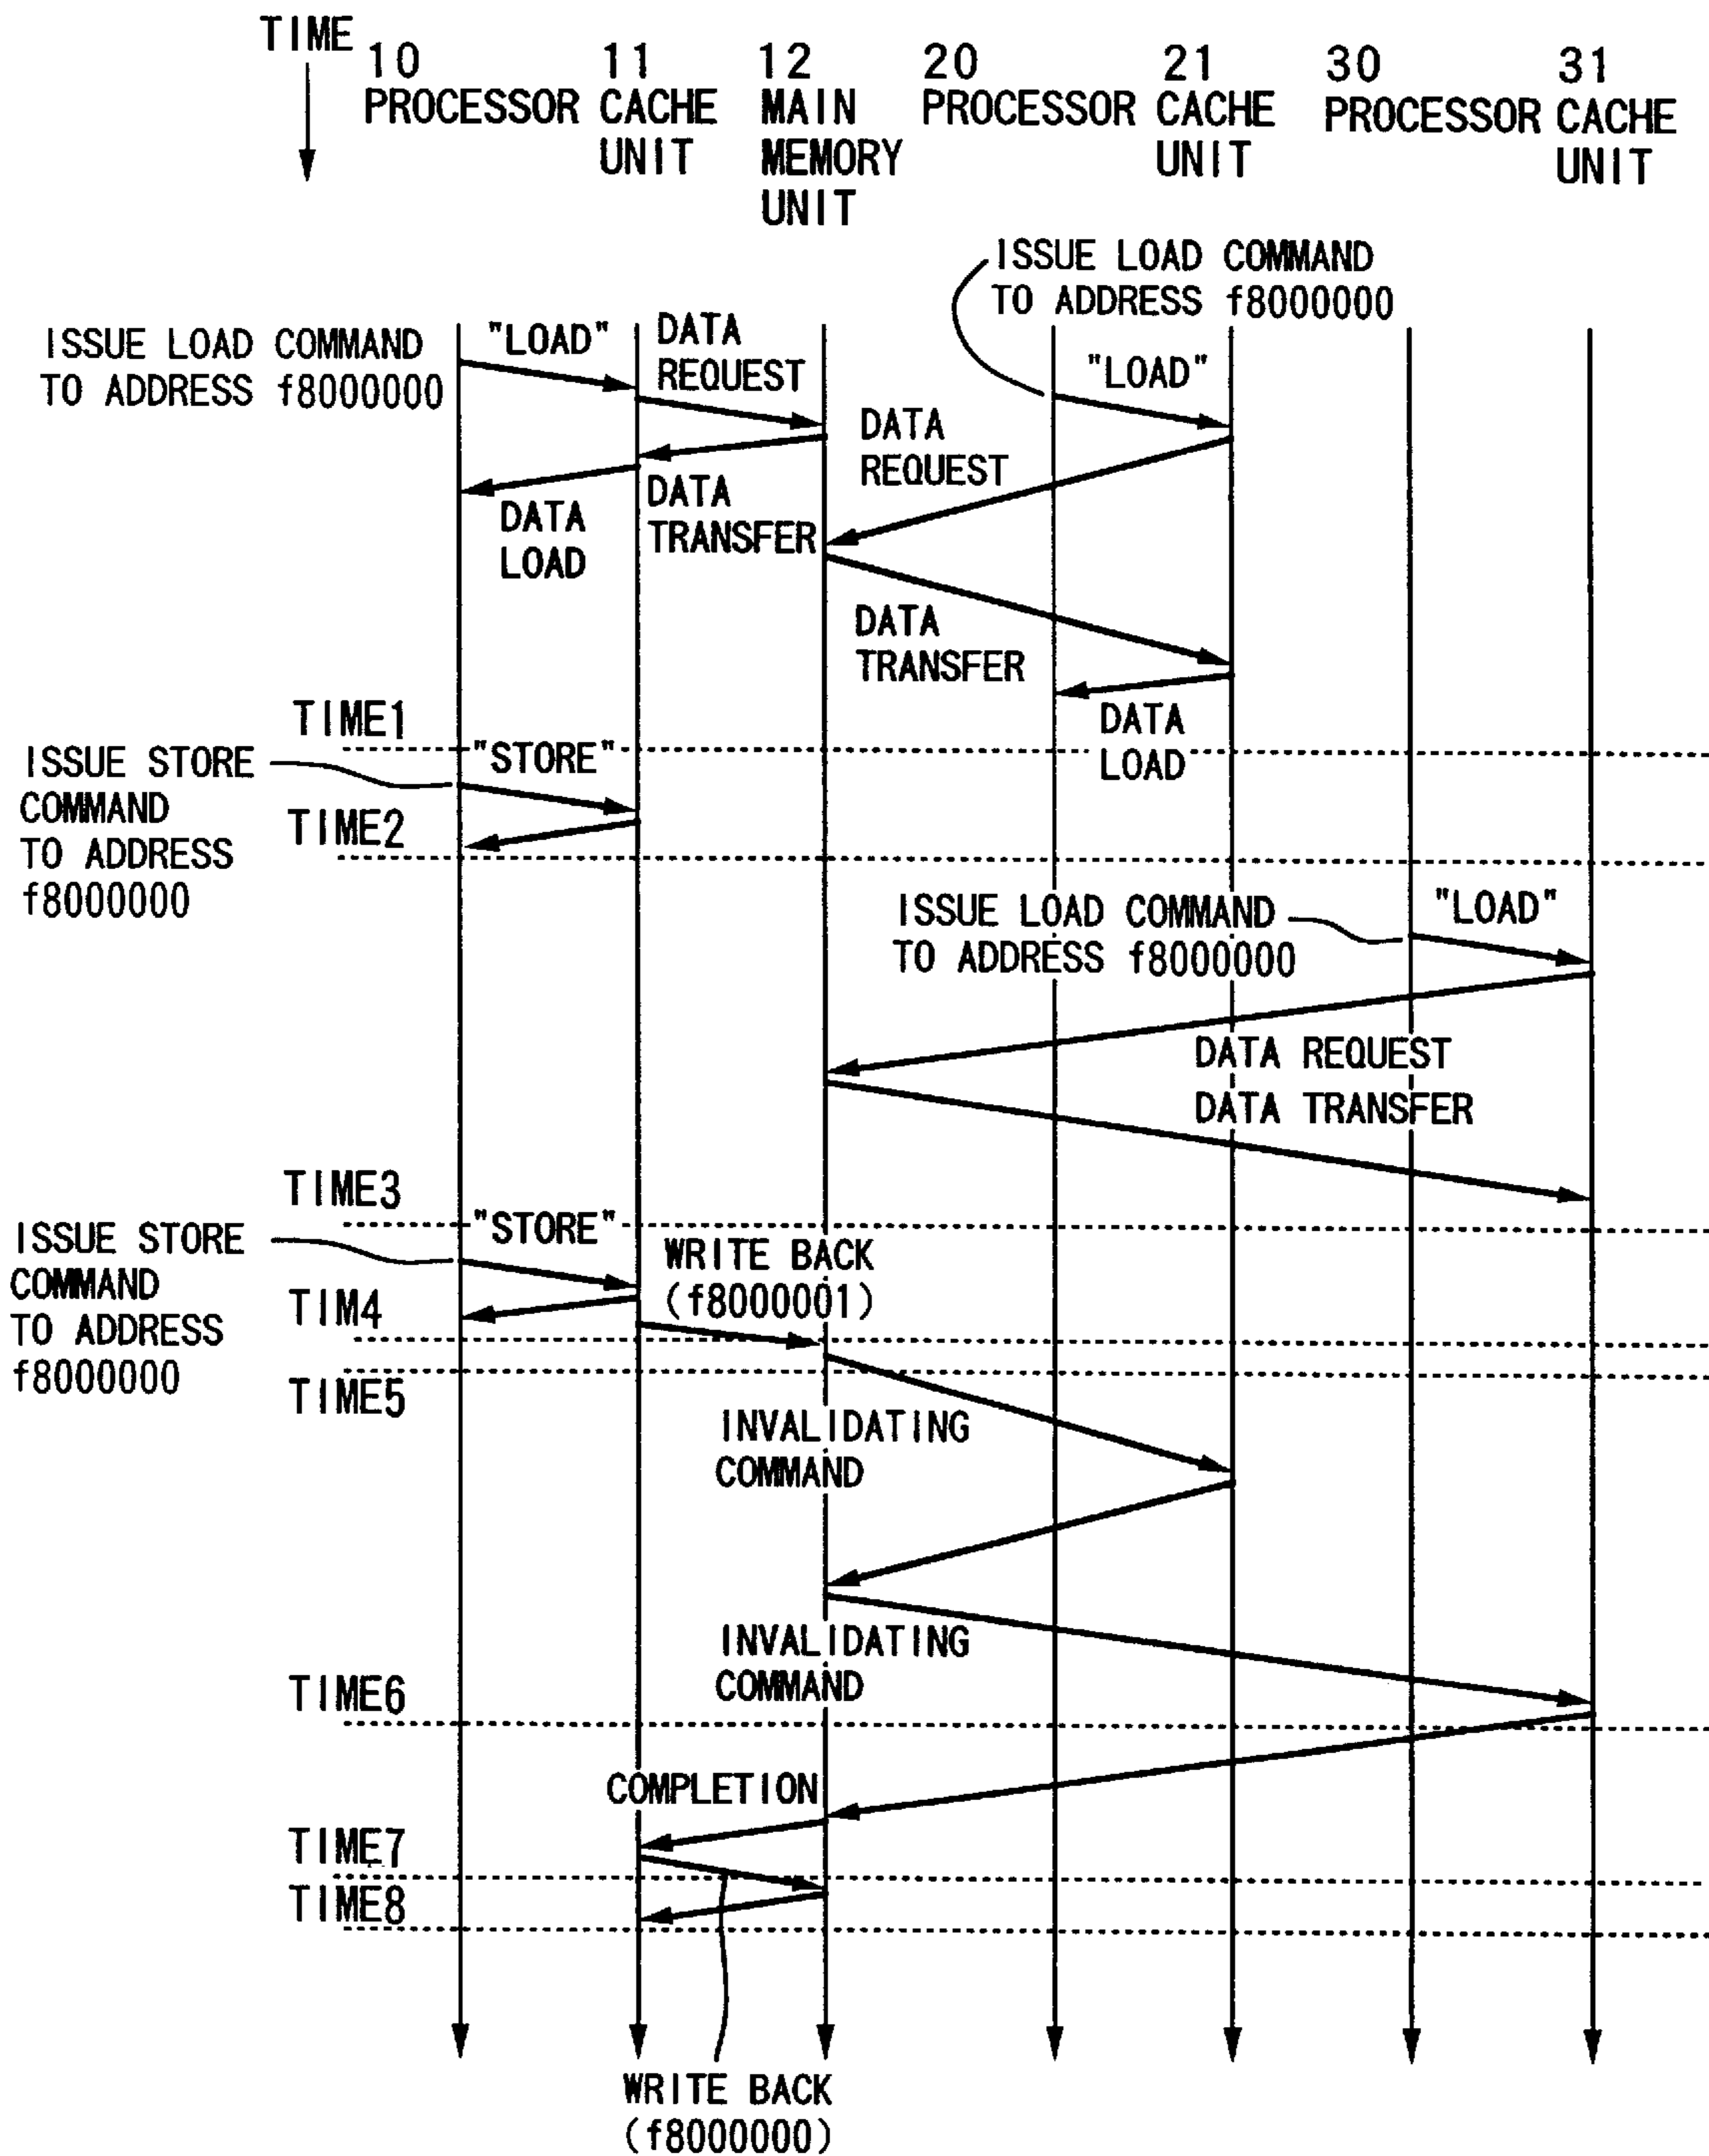 TIME
10
PROCESSOR
11
CACHE
UNIT
12
MAIN
MEMORY
UNIT
20
PROCESSOR
21
CACHE
UNIT
30
PROCESSOR
31
CACHE
UNIT
ISSUE LOAD COMMAND
TO ADDRESS f8000000
ISSUE LOAD COMMAND
TO ADDRESS f8000000
"LOAD"
DATA
REQUEST
"LOAD"
DATA
REQUEST
DATA
TRANSFER
DATA
LOAD
DATA
TRANSFER
DATA
LOAD
TIME1
ISSUE STORE
COMMAND
TO ADDRESS
f8000000
"STORE"
TIME2
ISSUE LOAD COMMAND
TO ADDRESS f8000000
"LOAD"
DATA REQUEST
DATA TRANSFER
TIME3
ISSUE STORE
COMMAND
TO ADDRESS
f8000000
"STORE"
WRITE BACK
(f8000001)
TIM4
TIME5
INVALIDATING
COMMAND
INVALIDATING
COMMAND
TIME6
COMPLETION
TIME7
TIME8
WRITE BACK
(f8000000)